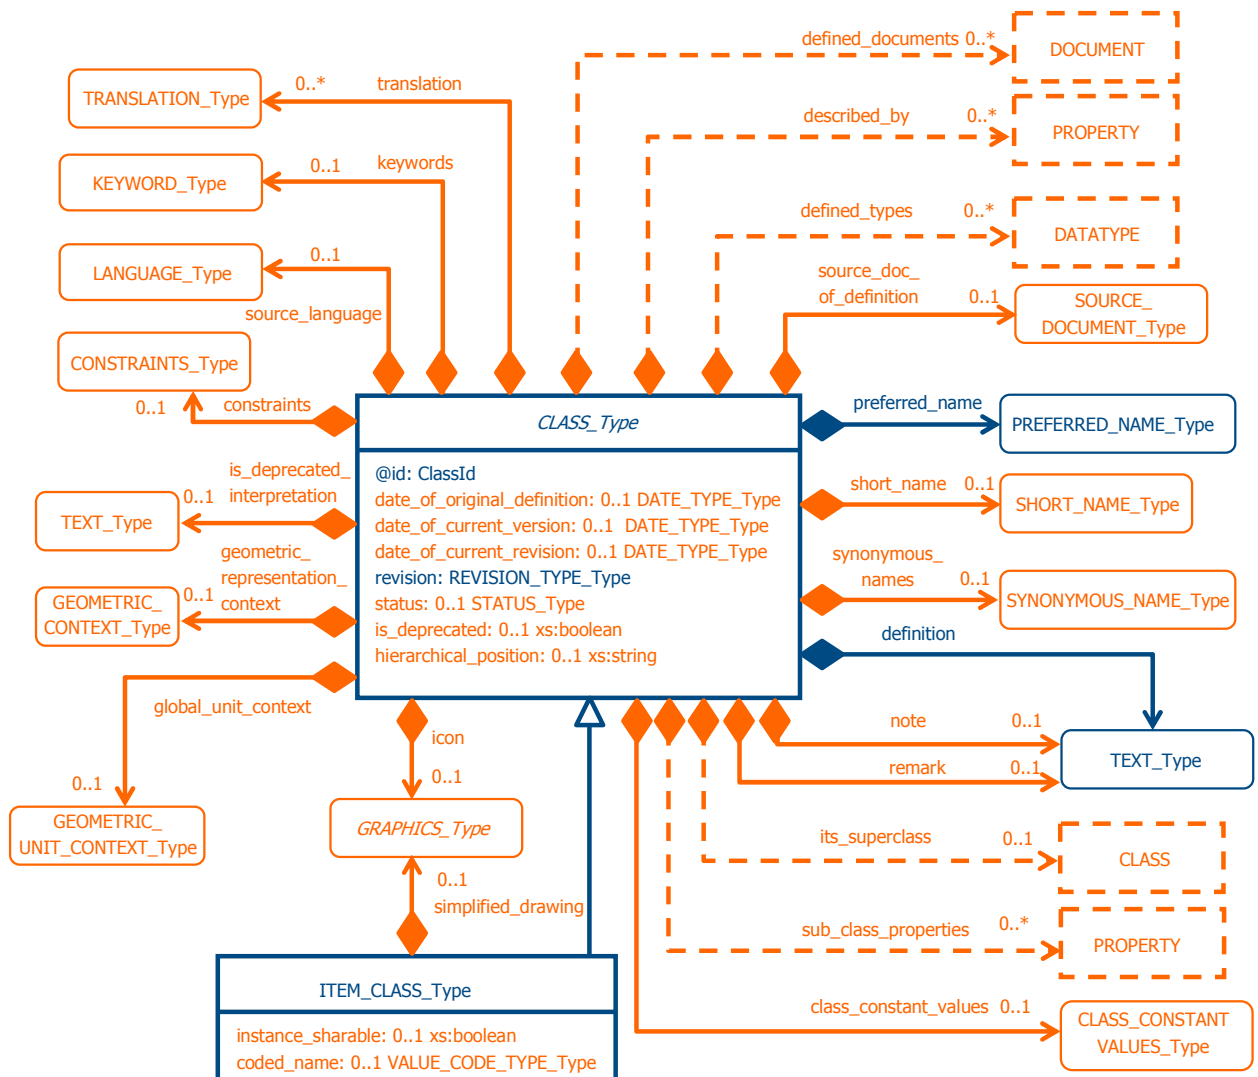 defined_documents 0..*
DOCUMENT
0..* translation
TRANSLATION_Type
described_by 0..*
PROPERTY
0..1 keywords
KEYWORD_Type
defined_types 0..*
DATATYPE
0..1
LANGUAGE_Type
source_language
source_doc_
of_definition 0..1
SOURCE_
DOCUMENT_Type
CONSTRAINTS_Type
0..1 constraints
CLASS_Type
preferred_name
PREFERRED_NAME_Type
is_deprecated_
interpretation
0..1
TEXT_Type
@id: ClassId
date_of_original_definition: 0..1 DATE_TYPE_Type
date_of_current_version: 0..1 DATE_TYPE_Type
date_of_current_revision: 0..1 DATE_TYPE_Type
revision: REVISION_TYPE_Type
status: 0..1 STATUS_Type
is_deprecated: 0..1 xs:boolean
hierarchical_position: 0..1 xs:string
short_name 0..1
SHORT_NAME_Type
geometric_
representation_
context
0..1
GEOMETRIC_
CONTEXT_Type
synonymous_
names 0..1
SYNONYMOUS_NAME_Type
definition
global_unit_context
0..1
GEOMETRIC_
UNIT_CONTEXT_Type
icon
0..1
GRAPHICS_Type
note 0..1
TEXT_Type
remark 0..1
its_superclass 0..1
CLASS
0..1
simplified_drawing
sub_class_properties 0..*
PROPERTY
ITEM_CLASS_Type
instance_sharable: 0..1 xs:boolean
coded_name: 0..1 VALUE_CODE_TYPE_Type
class_constant_values 0..1
CLASS_CONSTANT
VALUES_Type